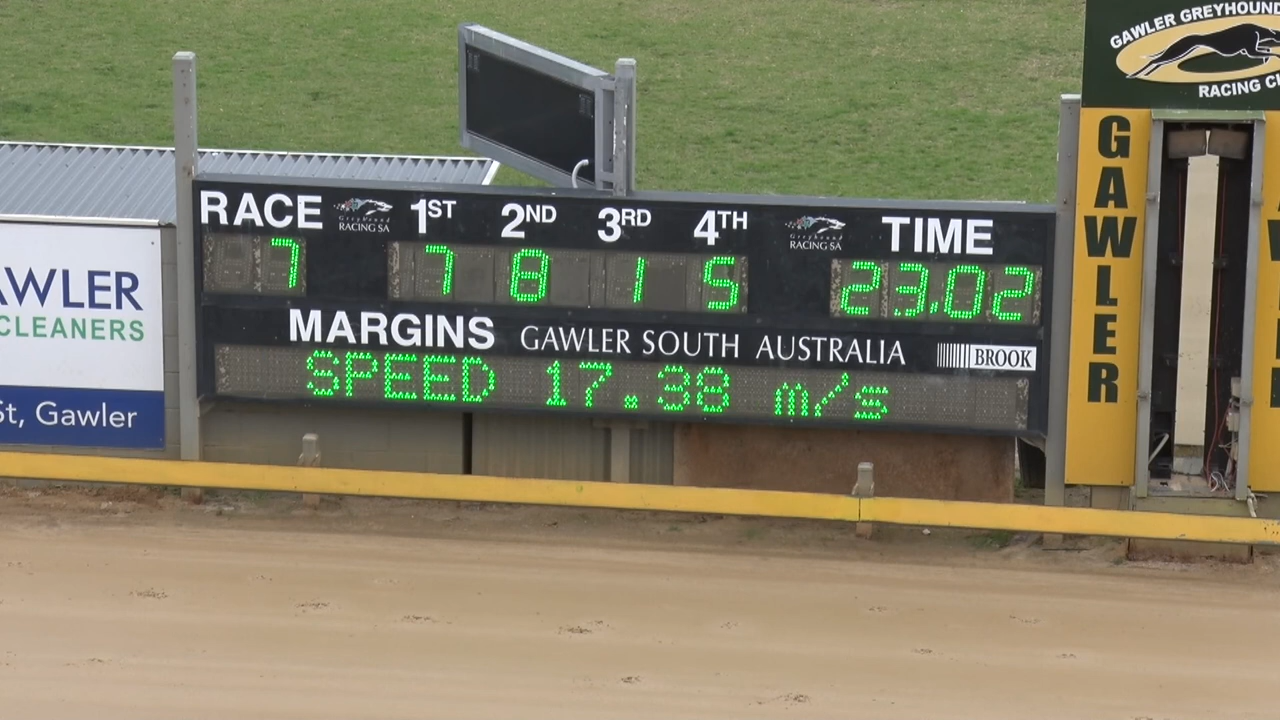 GAWLER GREYHOUND
RACING
GAWLER
RACE
Greyhound
RACING SA
1ST 2ND 3RD 4TH
Greyhound
RACING SA
TIME
7 7 8 1 5 23.02
MARGINS GAWLER SOUTH AUSTRALIA BROOK
SPEED 17.38 m/s
AWLER
CLEANERS
St, Gawler